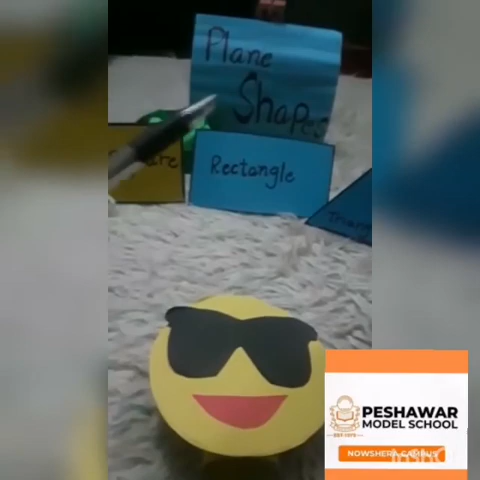 Plane
Shapes
Rectangle
PESHAWAR
MODEL SCHOOL
NOWSHERA CAMPUS